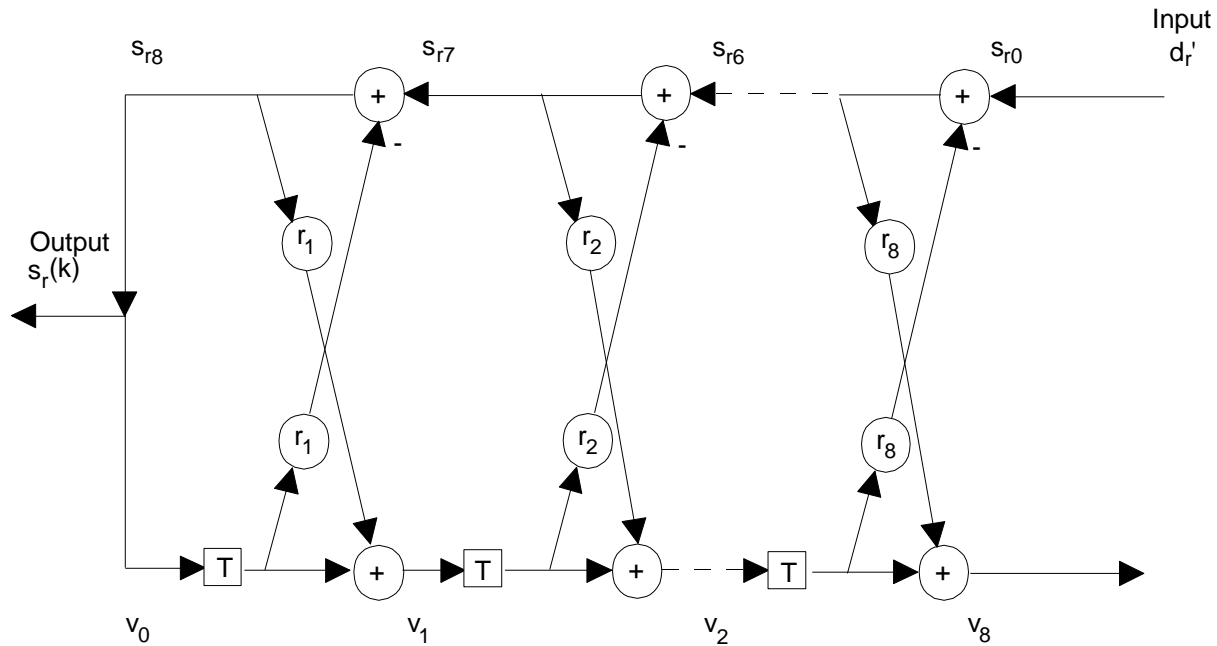 Input
d_r'
s_r8
s_r7
s_r6
s_r0
+
+
+
-
-
-
r_1
r_2
r_8
Output
s_r(k)
r_1
r_2
r_8
T
+
T
+
T
+
v_0
v_1
v_2
v_8